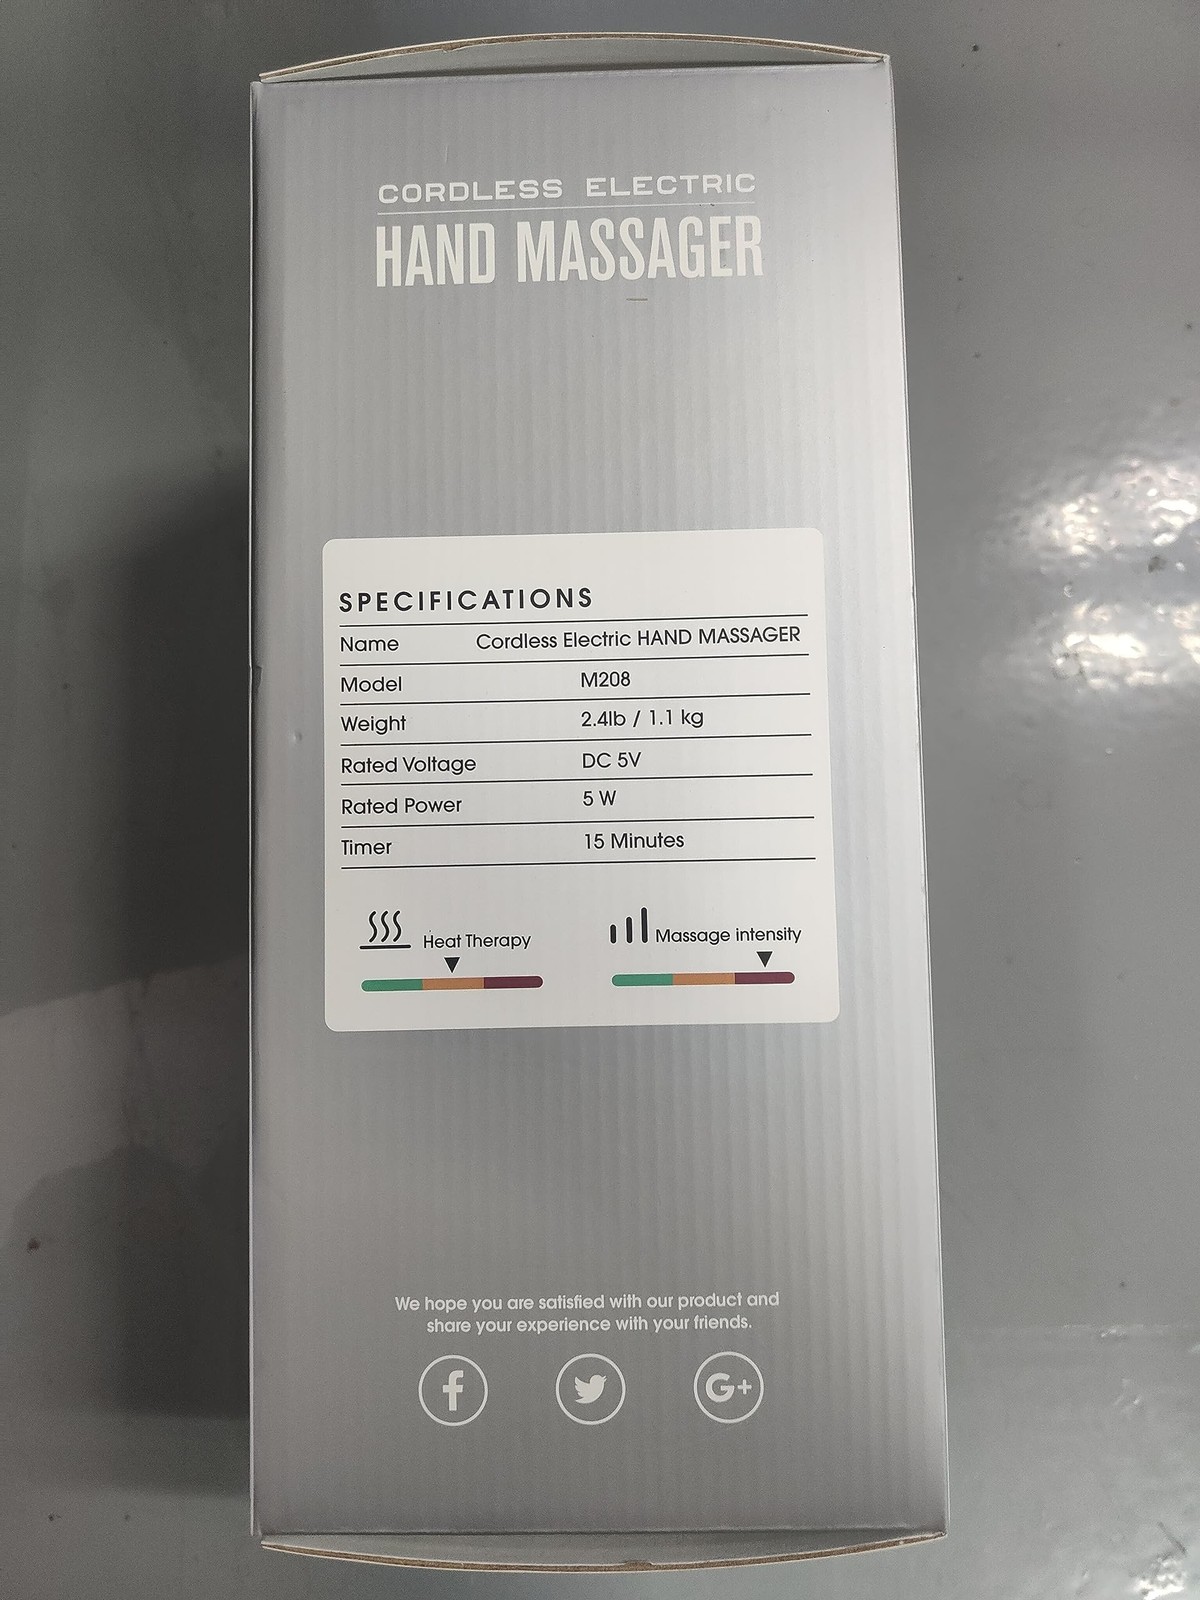 CORDLESS ELECTRIC
HAND MASSAGER
SPECIFICATIONS
Name Cordless Electric HAND MASSAGER
Model M208
Weight 2.4lb / 1.1 kg
Rated Voltage DC 5V
Rated Power 5 W
Timer 15 Minutes
Heat Therapy Massage intensity
We hope you are satisfied with our product and
share your experience with your friends.
f G+